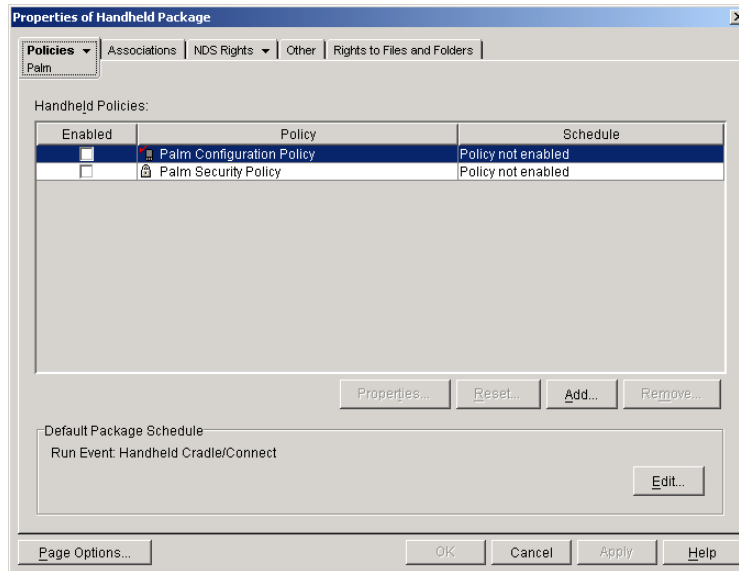 Properties of Handheld Package
Policies Associations NDS Rights Other Rights to Files and Folders
Palm
Handheld Policies:
Enabled Policy Schedule
Palm Configuration Policy Policy not enabled
Palm Security Policy Policy not enabled
Properties... Reset... Add... Remove...
Default Package Schedule
Run Event: Handheld Cradle/Connect
Edit...
Page Options... OK Cancel Apply Help